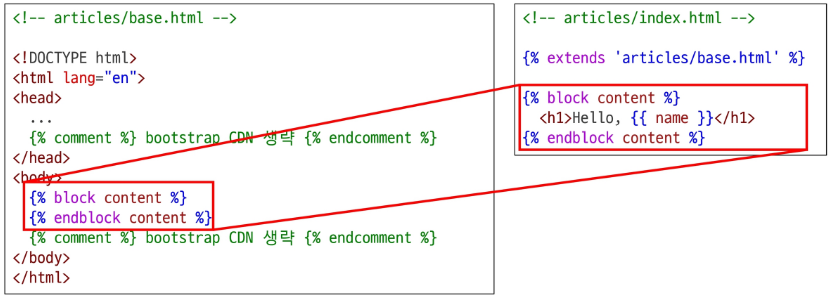 <!-- articles/base.html -->
<!DOCTYPE html>
<html lang="en">
<head>
...
{% comment %} bootstrap CDN 생략 {% endcomment %}
</head>
<body>
{% block content %}
{% endblock content %}
{% comment %} bootstrap CDN 생략 {% endcomment %}
</body>
</html>
<!-- articles/index.html -->
{% extends 'articles/base.html' %}
{% block content %}
<h1>Hello, {{ name }}</h1>
{% endblock content %}